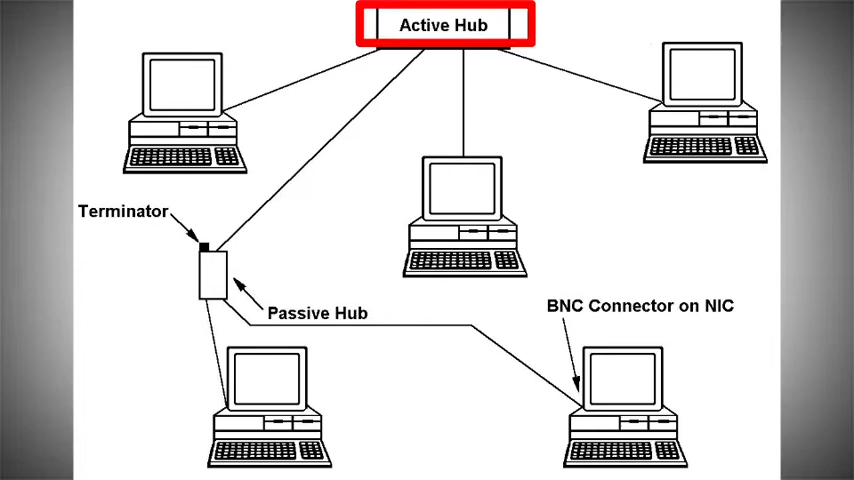 Active Hub
Terminator
Passive Hub
BNC Connector on NIC